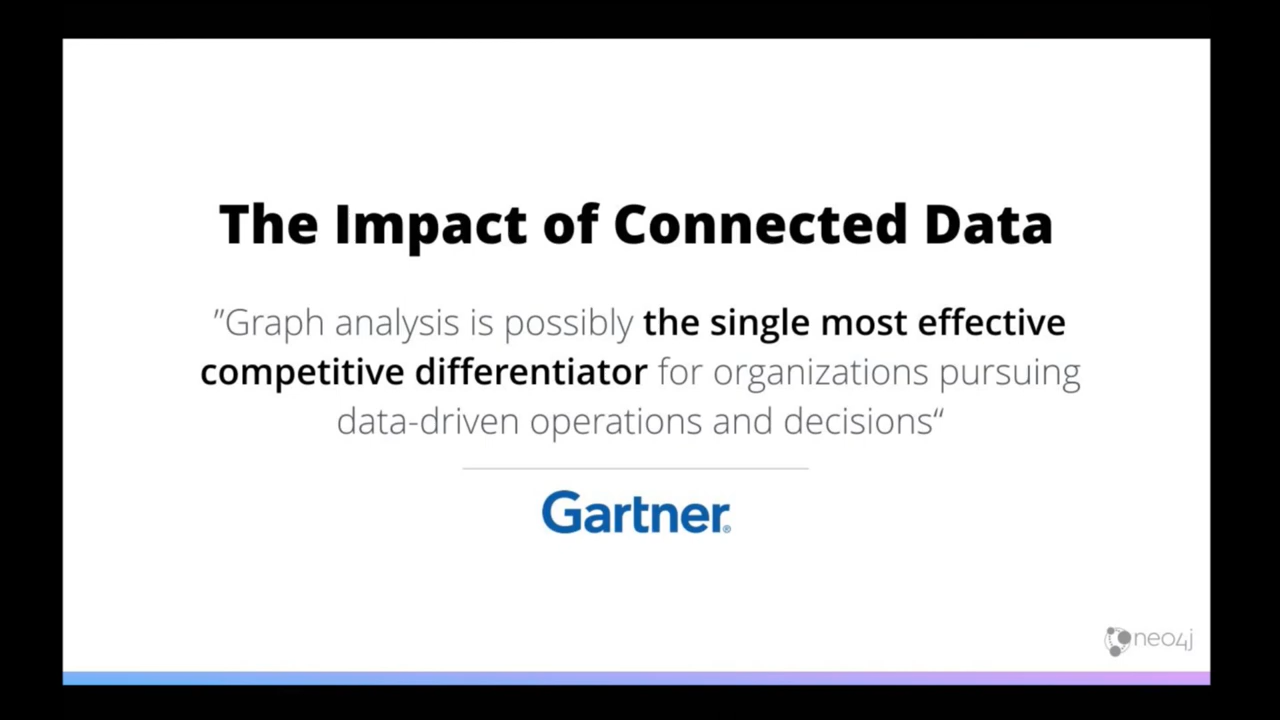 The Impact of Connected Data
"Graph analysis is possibly the single most effective
competitive differentiator for organizations pursuing
data-driven operations and decisions“
Gartner®
neo4j